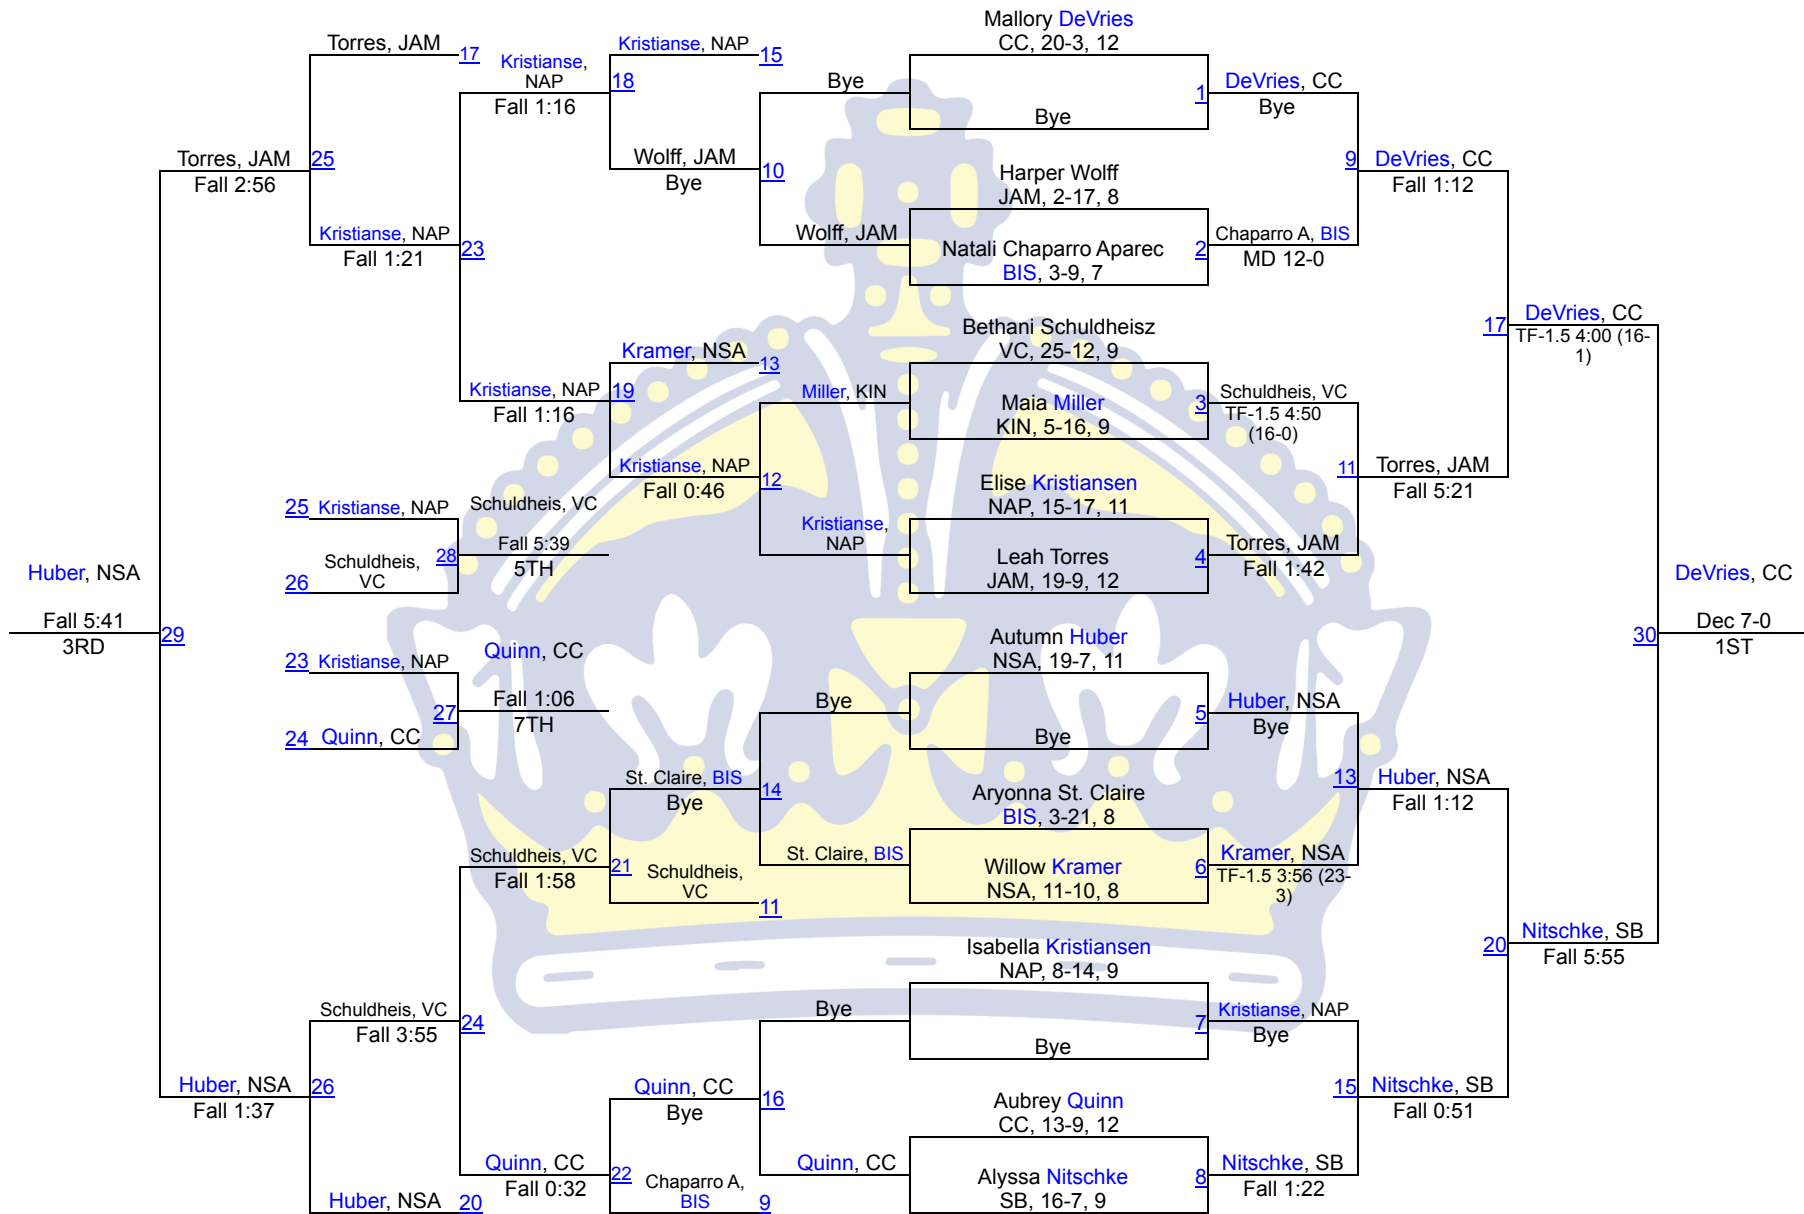 Mallory DeVries
CC, 20-3, 12
Bye
Harper Wolff
JAM, 2-17, 8
Natali Chaparro Aparec
BIS, 3-9, 7
Bethani Schuldheisz
VC, 25-12, 9
Maia Miller
KIN, 5-16, 9
Elise Kristiansen
NAP, 15-17, 11
Leah Torres
JAM, 19-9, 12
Autumn Huber
NSA, 19-7, 11
Bye
Aryonna St. Claire
BIS, 3-21, 8
Willow Kramer
NSA, 11-10, 8
Isabella Kristiansen
NAP, 8-14, 9
Bye
Aubrey Quinn
CC, 13-9, 12
Alyssa Nitschke
SB, 16-7, 9
1
DeVries, CC
Bye
2
Chaparro A, BIS
MD 12-0
3
Schuldheis, VC
TF-1.5 4:50
(16-0)
4
Torres, JAM
Fall 1:42
5
Huber, NSA
Bye
6
Kramer, NSA
TF-1.5 3:56 (23-
3)
7
Kristianse, NAP
Bye
8
Nitschke, SB
Fall 1:22
9
DeVries, CC
Fall 1:12
11
Torres, JAM
Fall 5:21
13
Huber, NSA
Fall 1:12
15
Nitschke, SB
Fall 0:51
17
DeVries, CC
TF-1.5 4:00 (16-
1)
20
Nitschke, SB
Fall 5:55
30
DeVries, CC
Dec 7-0
1ST
Bye
Wolff, JAM
Miller, KIN
Kristianse,
NAP
Bye
St. Claire, BIS
Bye
Quinn, CC
Kristianse, NAP
15
10
Wolff, JAM
Bye
Kramer, NSA
13
12
Kristianse, NAP
Fall 0:46
14
St. Claire, BIS
Bye
Schuldheis,
VC
11
16
Quinn, CC
Bye
Chaparro A,
BIS
9
18
Kristianse,
NAP
Fall 1:16
19
Kristianse, NAP
Fall 1:16
21
Schuldheis, VC
Fall 1:58
22
Quinn, CC
Fall 0:32
Torres, JAM
17
23
Kristianse, NAP
Fall 1:21
24
Schuldheis, VC
Fall 3:55
Huber, NSA
20
25
Torres, JAM
Fall 2:56
26
Huber, NSA
Fall 1:37
25
Kristianse, NAP
26
Schuldheis,
VC
28
Schuldheis, VC
Fall 5:39
5TH
23
Kristianse, NAP
24
Quinn, CC
27
Quinn, CC
Fall 1:06
7TH
29
Huber, NSA
Fall 5:41
3RD